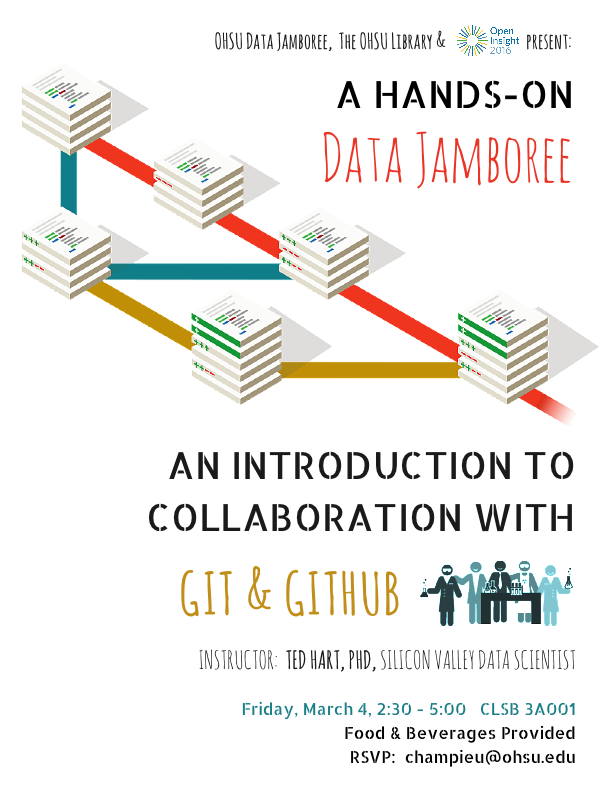 OHSU Data Jamboree, The OHSU Library & Open Insight 2016 present:
A HANDS-ON
Data Jamboree
AN INTRODUCTION TO
COLLABORATION WITH
GIT & GITHUB
INSTRUCTOR: TED HART, PHD, SILICON VALLEY DATA SCIENTIST
Friday, March 4, 2:30 - 5:00 CLSB 3A001
Food & Beverages Provided
RSVP: champieu@ohsu.edu